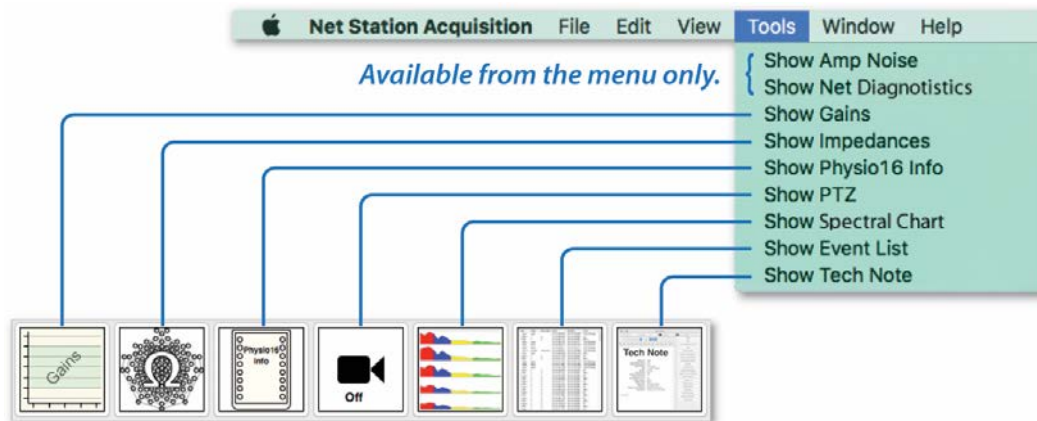 Net Station Acquisition File Edit View Tools Window Help
Available from the menu only.
Show Amp Noise
Show Net Diagnotistics
Show Gains
Show Impedances
Show Physio16 Info
Show PTZ
Show Spectral Chart
Show Event List
Show Tech Note
Gains
Ω
Physio16
Info
Off
Tech Note